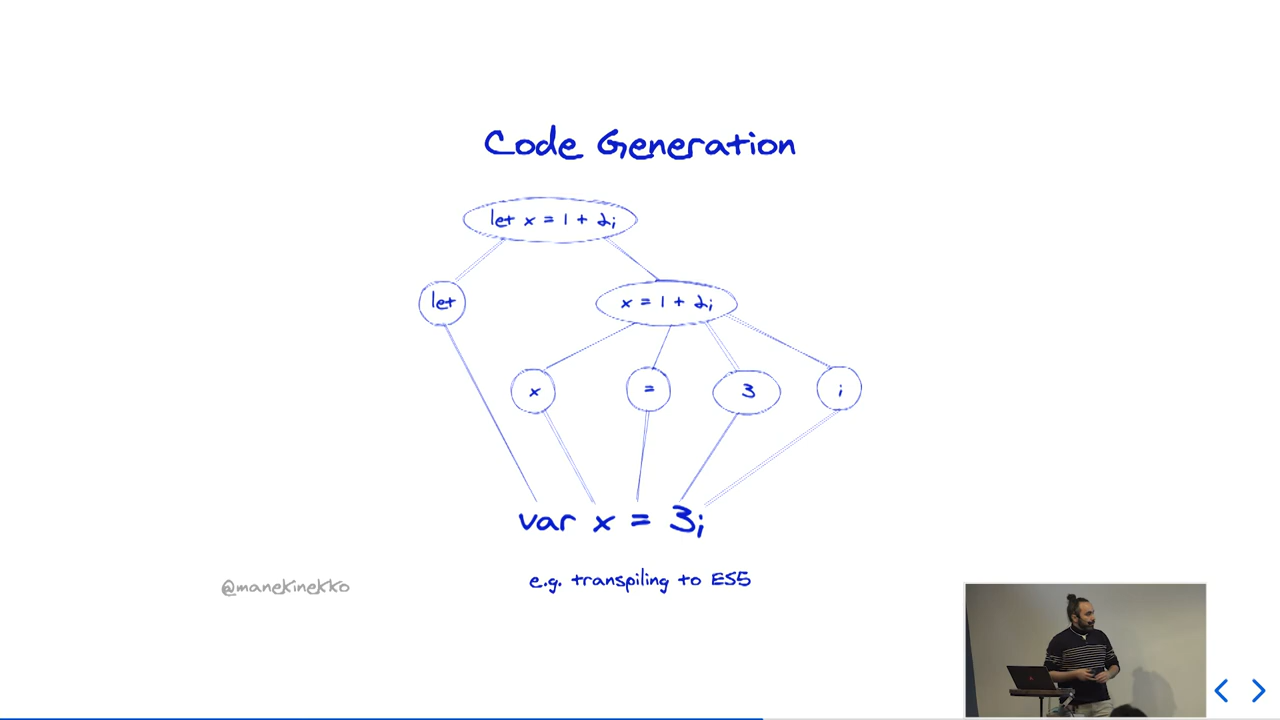 Code Generation
let x = 1 + 2;
let
x = 1 + 2;
x
=
3
;
var x = 3;
e.g. transpiling to ES5
@manekinekko